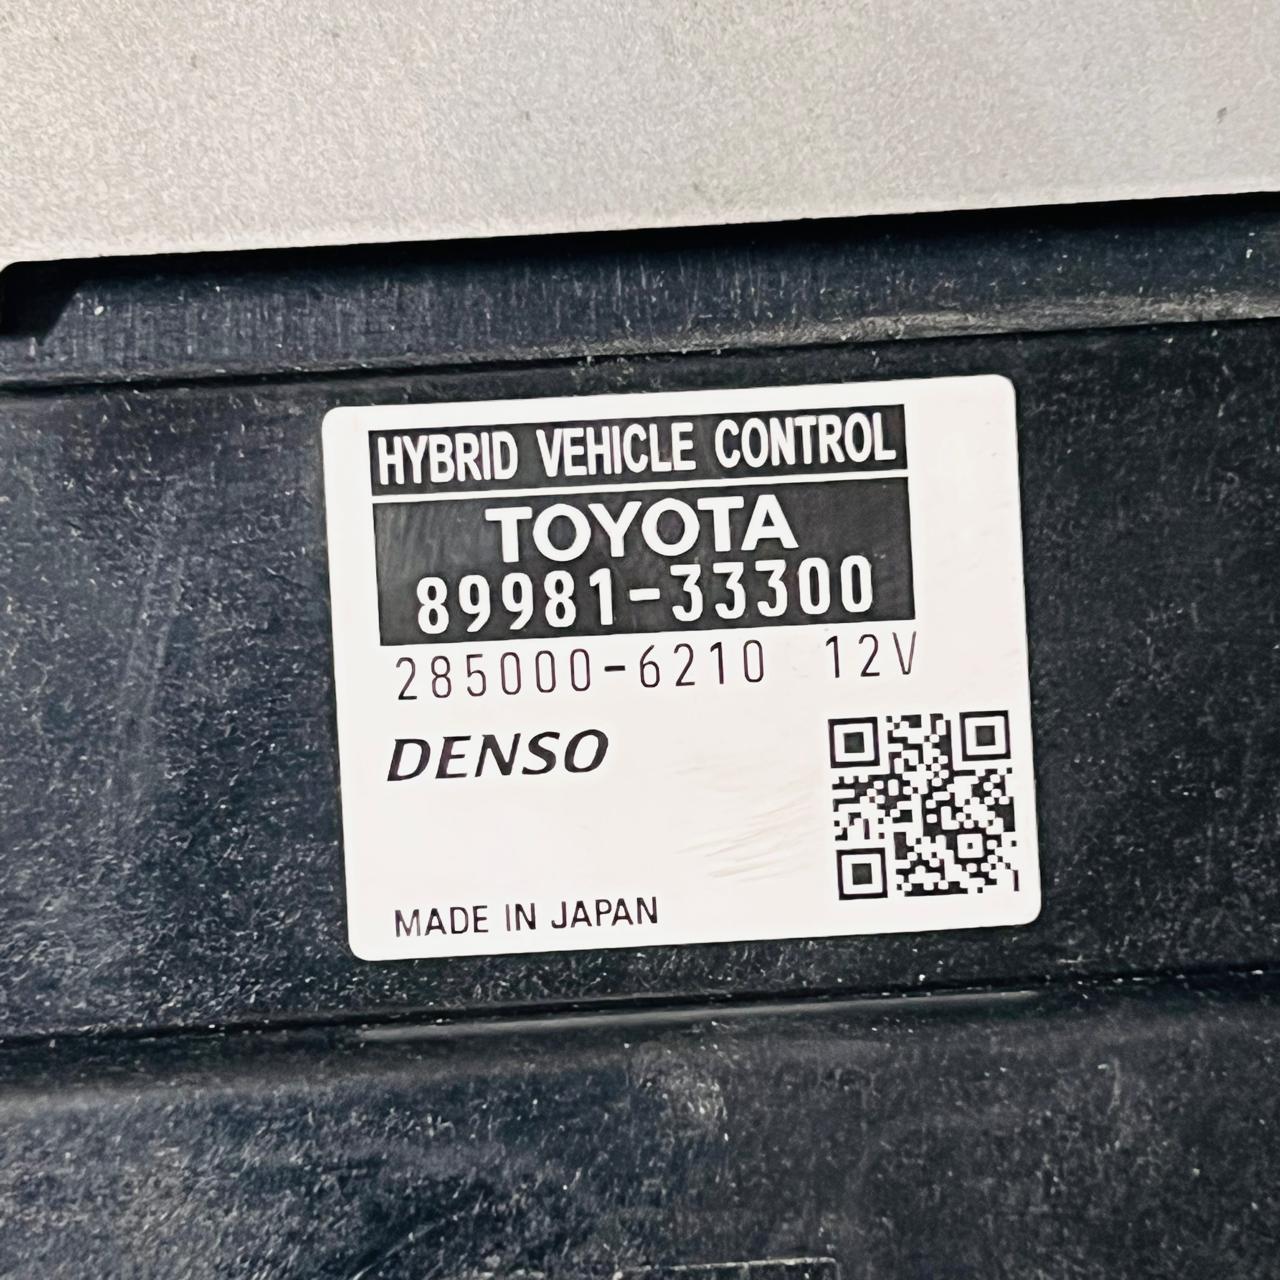 HYBRID VEHICLE CONTROL
TOYOTA
89981-33300
285000-6210 12V
DENSO
MADE IN JAPAN